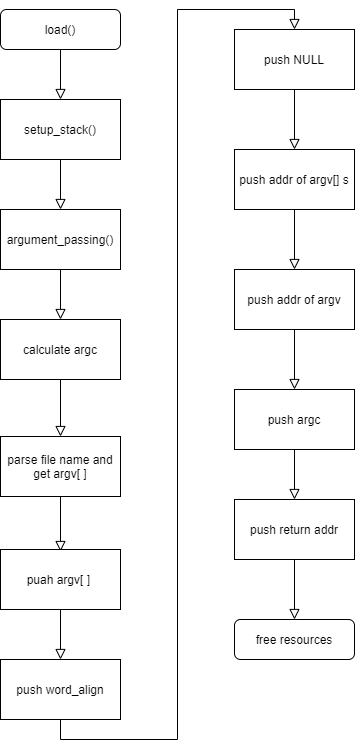 load()
setup_stack()
argument_passing()
calculate argc
parse file name and
get argv[ ]
puah argv[ ]
push word_align
push NULL
push addr of argv[] s
push addr of argv
push argc
push return addr
free resources